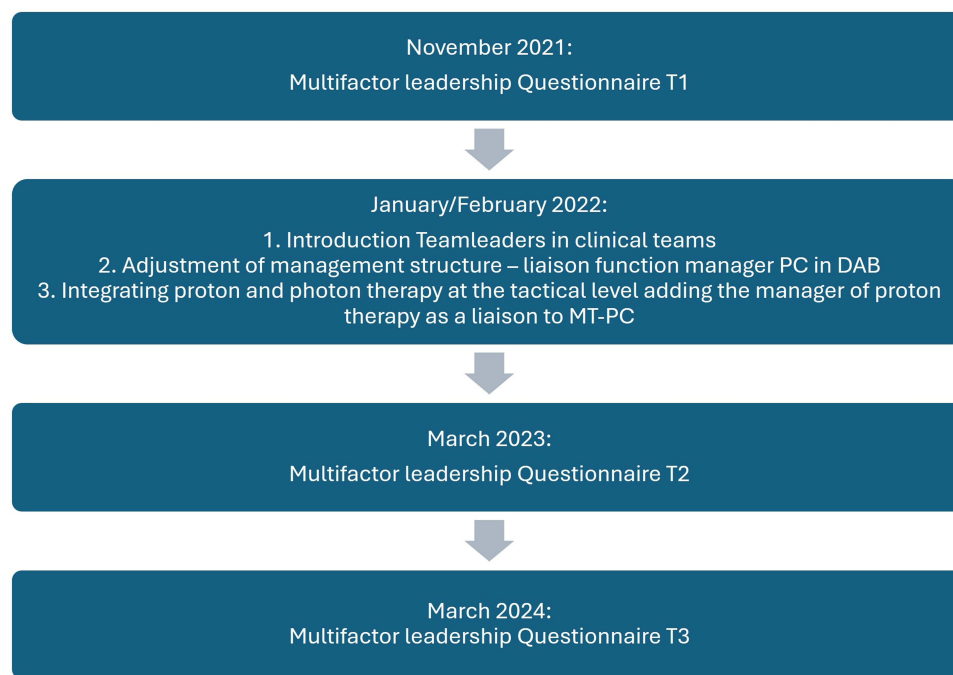 November 2021:
Multifactor leadership Questionnaire T1
January/February 2022:
1. Introduction Teamleaders in clinical teams
2. Adjustment of management structure – liaison function manager PC in DAB
3. Integrating proton and photon therapy at the tactical level adding the manager of proton
therapy as a liaison to MT-PC
March 2023:
Multifactor leadership Questionnaire T2
March 2024:
Multifactor leadership Questionnaire T3